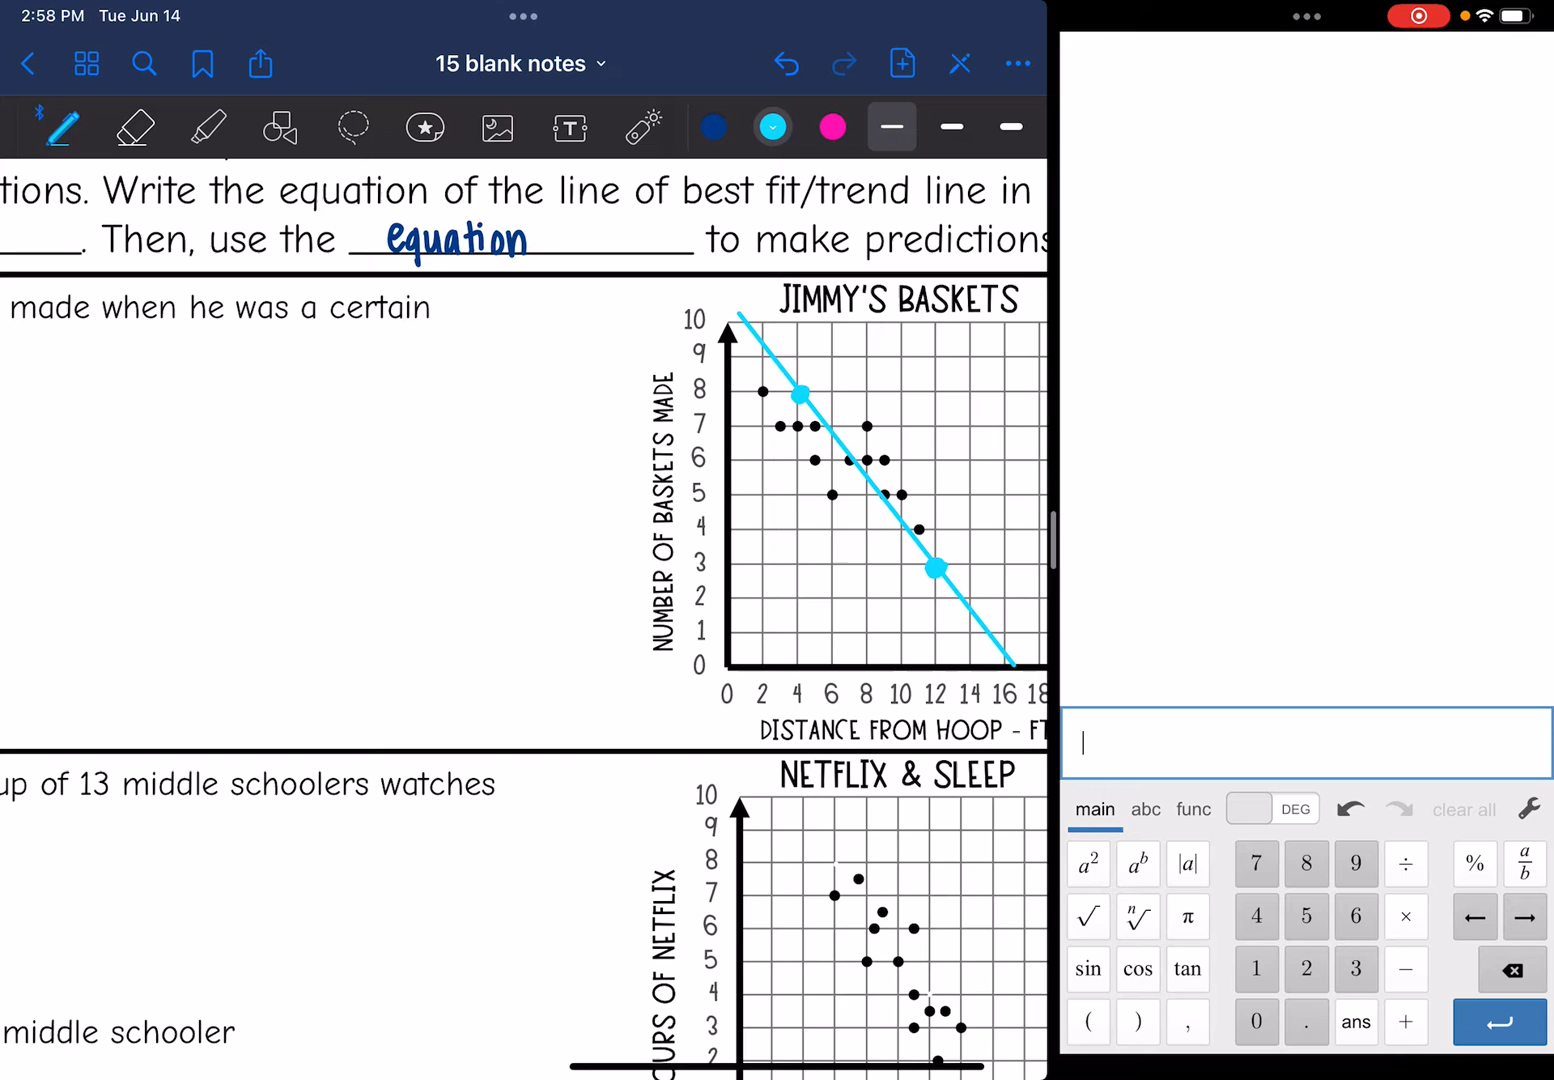 2:58 PM Tue Jun 14
15 blank notes
tions. Write the equation of the line of best fit/trend line in
. Then, use the equation to make predictions
made when he was a certain
JIMMY'S BASKETS
NUMBER OF BASKETS MADE
10
9
8
7
6
5
4
3
2
1
0
0 2 4 6 8 10 12 14 16 18
DISTANCE FROM HOOP - FT
up of 13 middle schoolers watches
middle schooler
NETFLIX & SLEEP
OURS OF NETFLIX
10
9
8
7
6
5
4
3
2
main abc func DEG clear all
a² aᵇ |a| 7 8 9 ÷ % a/b
√ ⁿ√ π 4 5 6 × ← →
sin cos tan 1 2 3 −
( ) , 0 . ans +